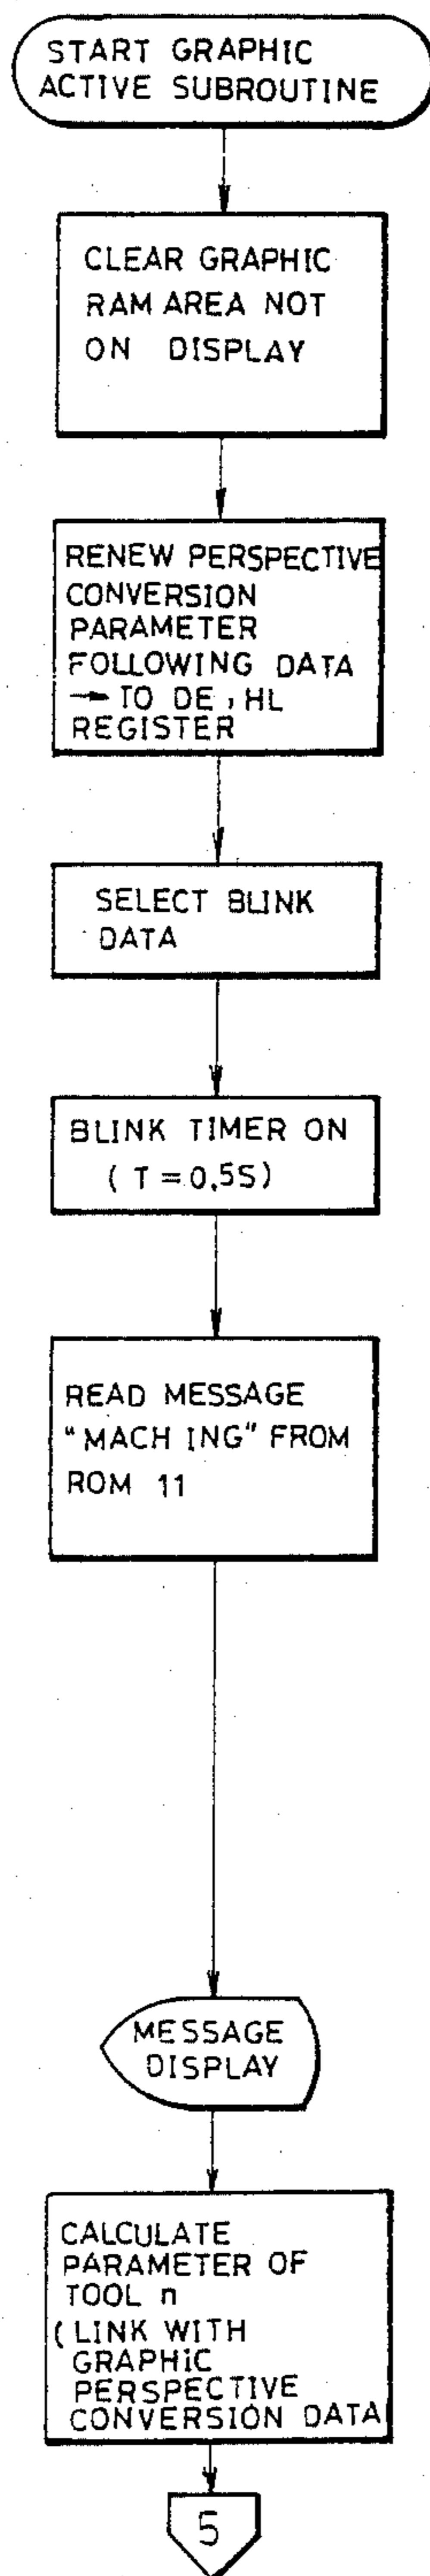 START GRAPHIC
ACTIVE SUBROUTINE
CLEAR GRAPHIC
RAM AREA NOT
ON DISPLAY
RENEW PERSPECTIVE
CONVERSION
PARAMETER
FOLLOWING DATA
→ TO DE, HL
REGISTER
SELECT BLINK
DATA
BLINK TIMER ON
( T = 0.5S)
READ MESSAGE
"MACH ING" FROM
ROM 11
MESSAGE
DISPLAY
CALCULATE
PARAMETER OF
TOOL n
( LINK WITH
GRAPHIC
PERSPECTIVE
CONVERSION DATA
5